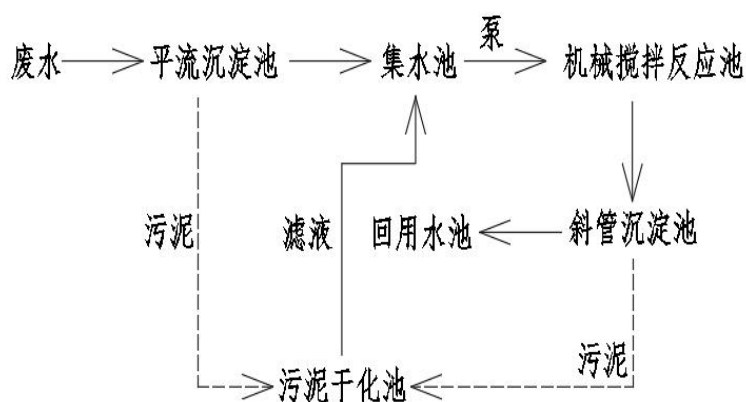 泵
废水 平流沉淀池 集水池 机械搅拌反应池
污泥 滤液 回用水池 斜管沉淀池
污泥
污泥干化池